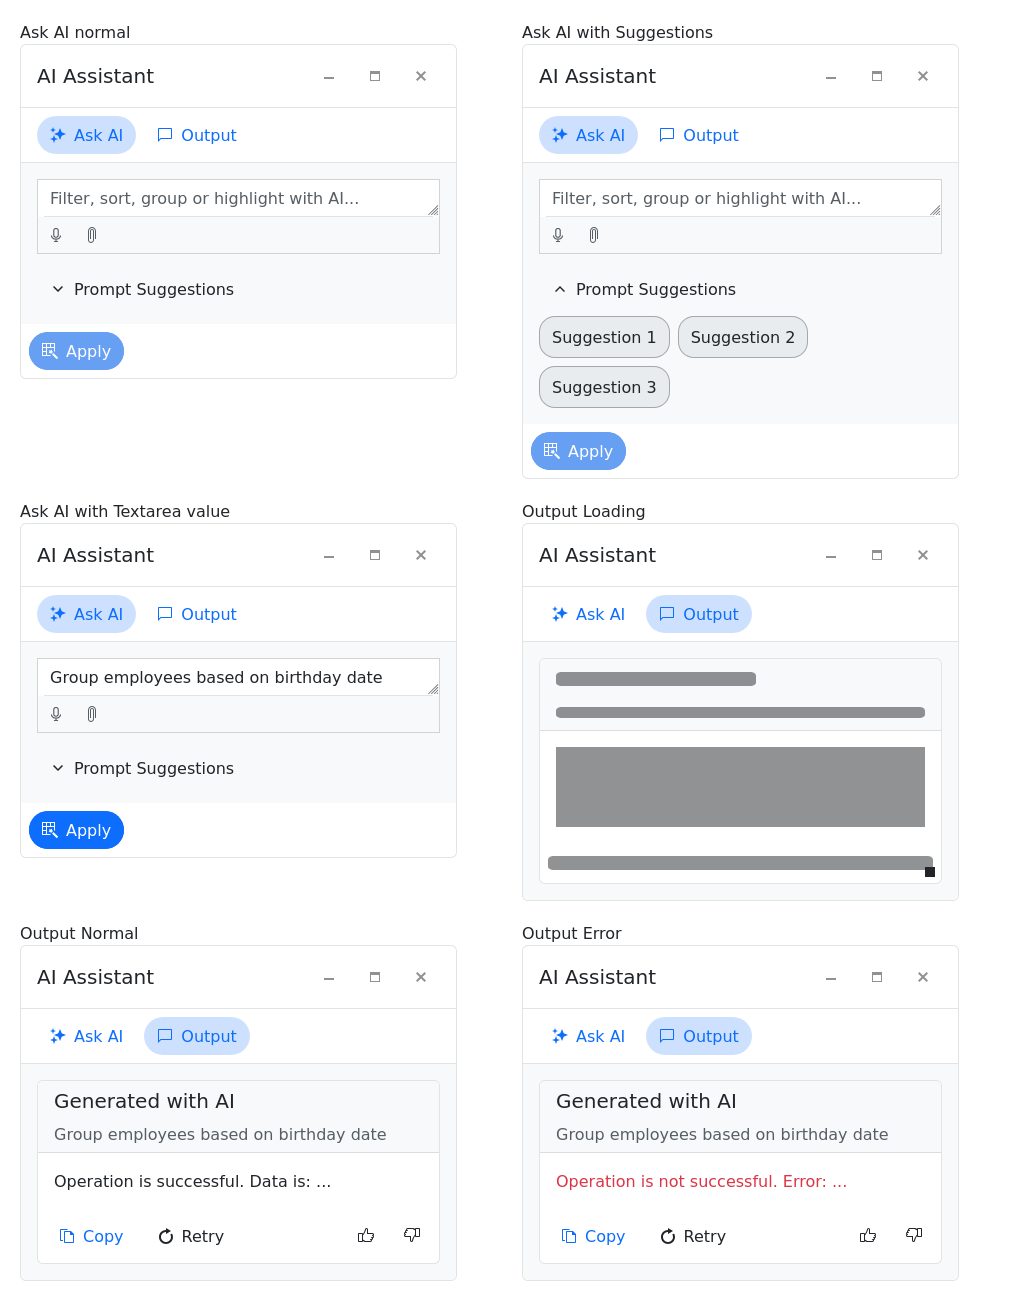 Ask AI normal
AI Assistant
Ask AI Output
Filter, sort, group or highlight with AI...
Prompt Suggestions
Apply
Ask AI with Suggestions
AI Assistant
Ask AI Output
Filter, sort, group or highlight with AI...
Prompt Suggestions
Suggestion 1 Suggestion 2
Suggestion 3
Apply
Ask AI with Textarea value
AI Assistant
Ask AI Output
Group employees based on birthday date
Prompt Suggestions
Apply
Output Loading
AI Assistant
Ask AI Output
Output Normal
AI Assistant
Ask AI Output
Generated with AI
Group employees based on birthday date
Operation is successful. Data is: ...
Copy Retry
Output Error
AI Assistant
Ask AI Output
Generated with AI
Group employees based on birthday date
Operation is not successful. Error: ...
Copy Retry